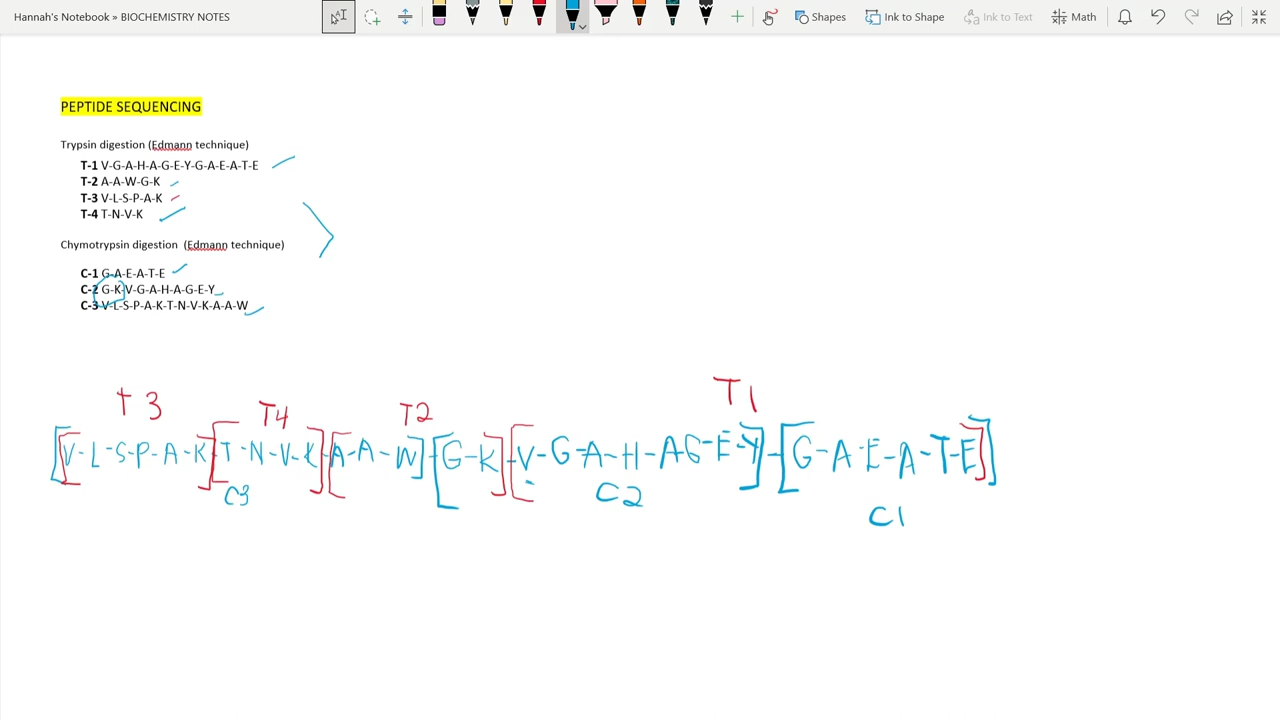 Hannah's Notebook » BIOCHEMISTRY NOTES
Shapes Ink to Shape Ink to Text Math
PEPTIDE SEQUENCING
Trypsin digestion (Edmann technique)
T-1 V-G-A-H-A-G-E-Y-G-A-E-A-T-E
T-2 A-A-W-G-K
T-3 V-L-S-P-A-K
T-4 T-N-V-K
Chymotrypsin digestion (Edmann technique)
C-1 G-A-E-A-T-E
C-2 G-K-V-G-A-H-A-G-E-Y
C-3 V-L-S-P-A-K-T-N-V-K-A-A-W
T3 T4 T2 T1
[[V-L-S-P-A-K][T-N-V-K][A-A-W]-[G-K][-V-G-A-H-AG-E-Y]-[G-A-E-A-T-E]]
C3 C2 C1